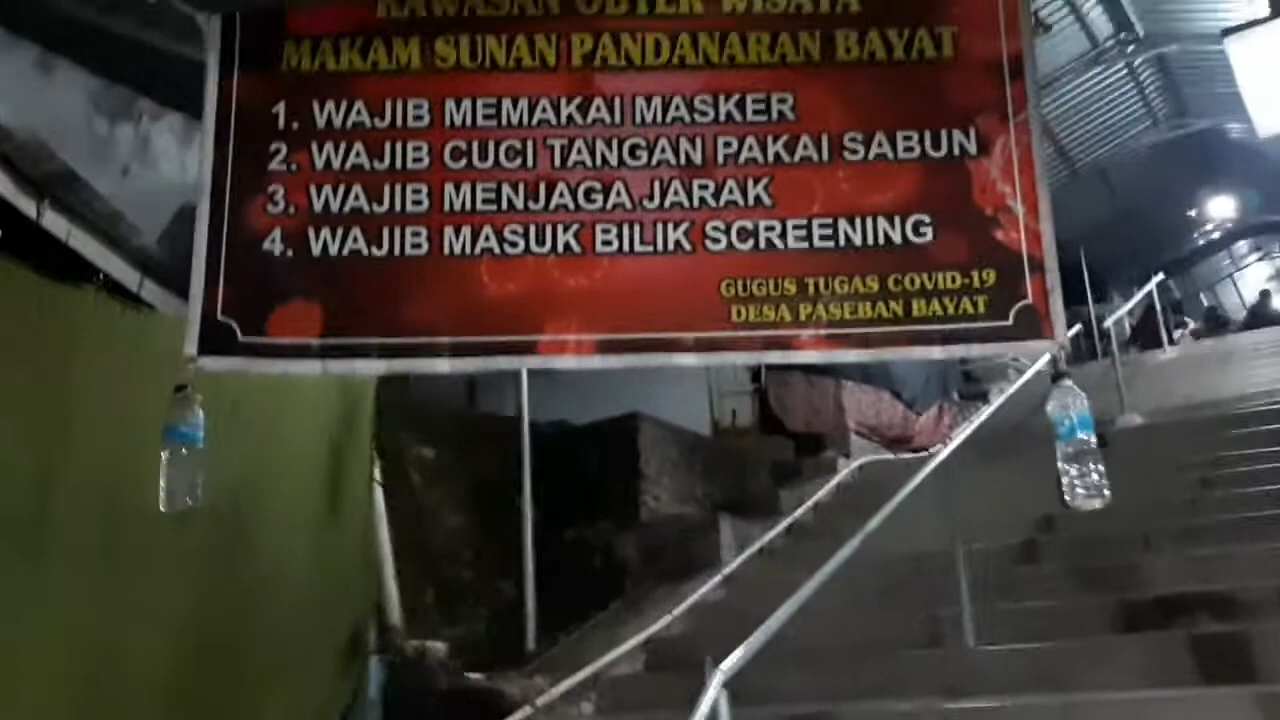 KAWASAN OBYEK WISATA
MAKAM SUNAN PANDANARAN BAYAT
1. WAJIB MEMAKAI MASKER
2. WAJIB CUCI TANGAN PAKAI SABUN
3. WAJIB MENJAGA JARAK
4. WAJIB MASUK BILIK SCREENING
GUGUS TUGAS COVID-19
DESA PASEBAN BAYAT